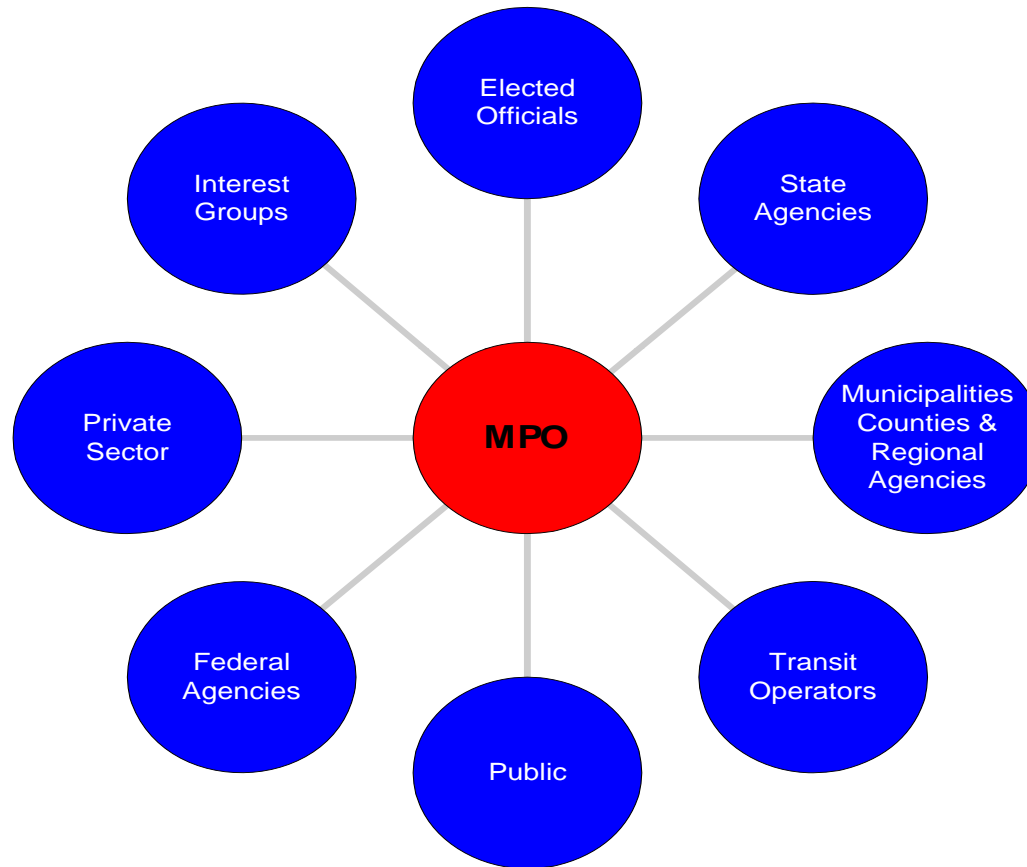 Elected
Officials
Interest
Groups
State
Agencies
Private
Sector
MPO
Municipalities
Counties &
Regional
Agencies
Federal
Agencies
Transit
Operators
Public